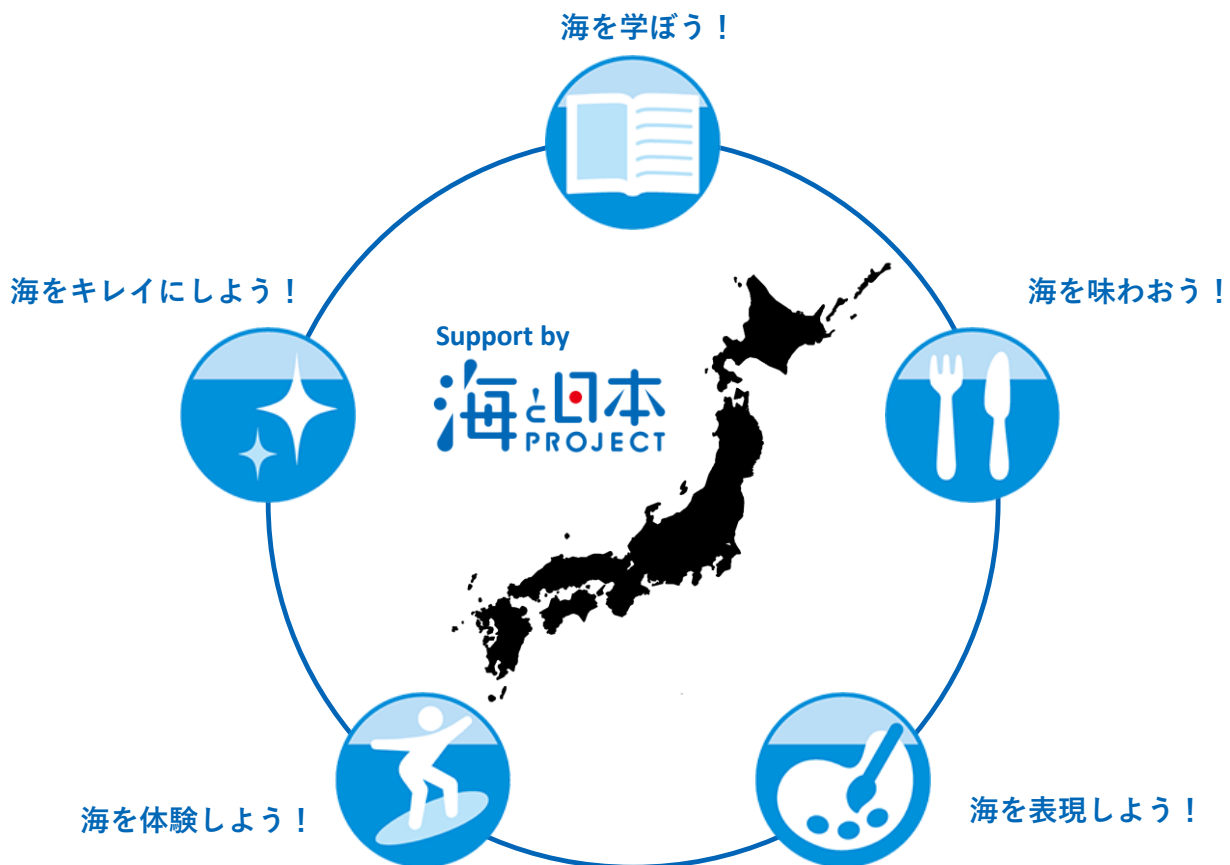 海を学ぼう！
海をキレイにしよう！
海を味わおう！
Support by
海と日本
PROJECT
海を体験しよう！
海を表現しよう！